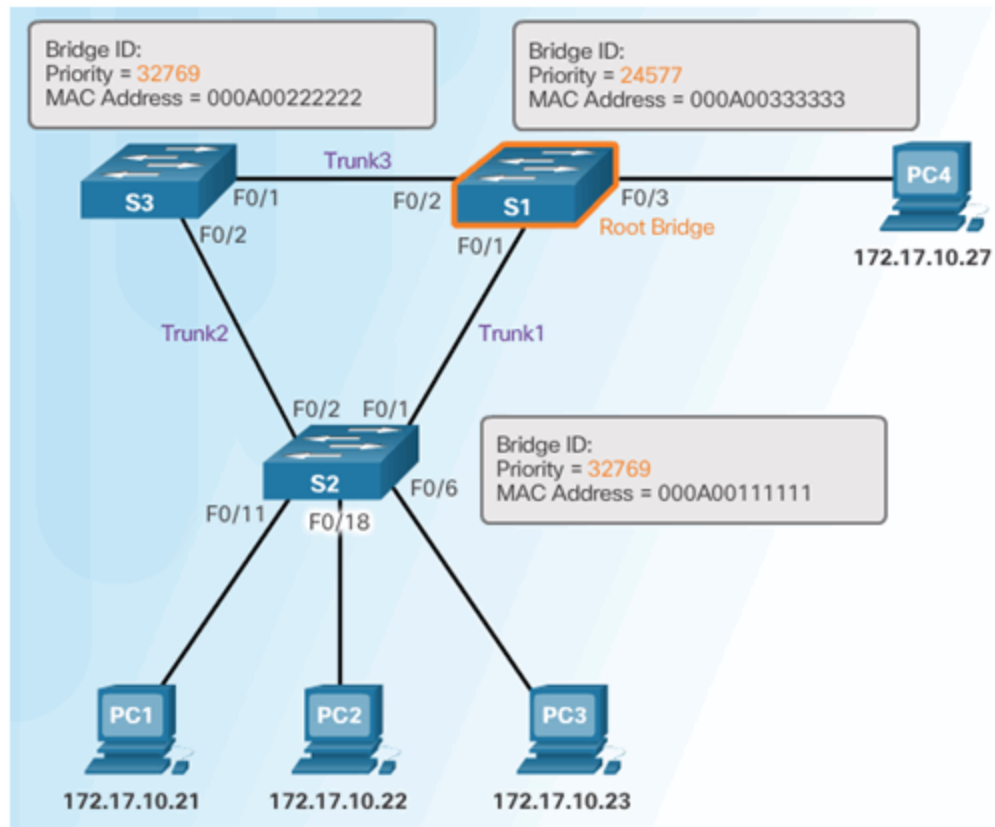 Bridge ID:
Priority = 32769
MAC Address = 000A00222222
Bridge ID:
Priority = 24577
MAC Address = 000A00333333
Trunk3
S3
F0/1
F0/2
S1
F0/3
PC4
F0/2
F0/1
Root Bridge
172.17.10.27
Trunk2
Trunk1
F0/2
F0/1
S2
F0/6
F0/11
F0/18
Bridge ID:
Priority = 32769
MAC Address = 000A00111111
PC1
PC2
PC3
172.17.10.21
172.17.10.22
172.17.10.23